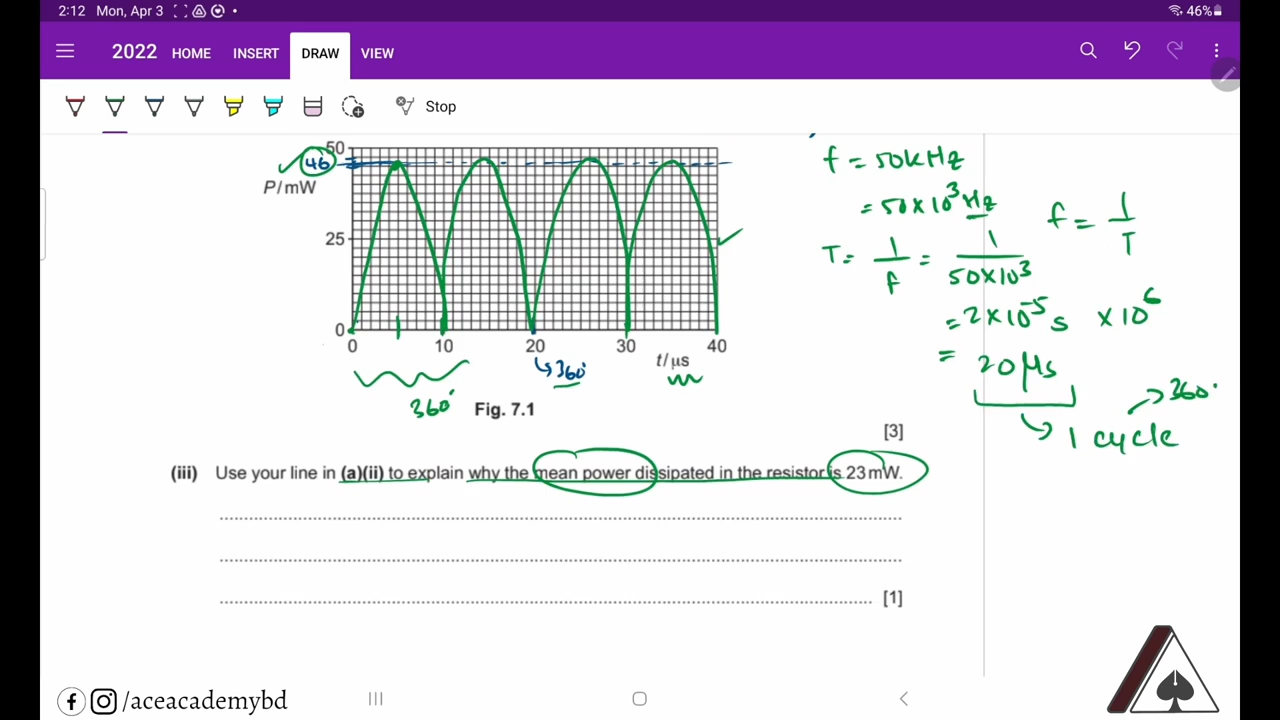 2:12 Mon, Apr 3 46%
2022 HOME INSERT DRAW VIEW
Stop
50
46
P/mW
25
0
0 10 20 30 40
t/μs
↳360°
360°
Fig. 7.1
[3]
(iii) Use your line in (a)(ii) to explain why the mean power dissipated in the resistor is 23 mW.
[1]
f = 50kHz
= 50×10³ Hz
f = 1/T
T = 1/f = 1/50×10³
= 2×10⁻⁵ s ×10⁶
= 20 μs
↳ 1 cycle → 360°
/aceacademybd